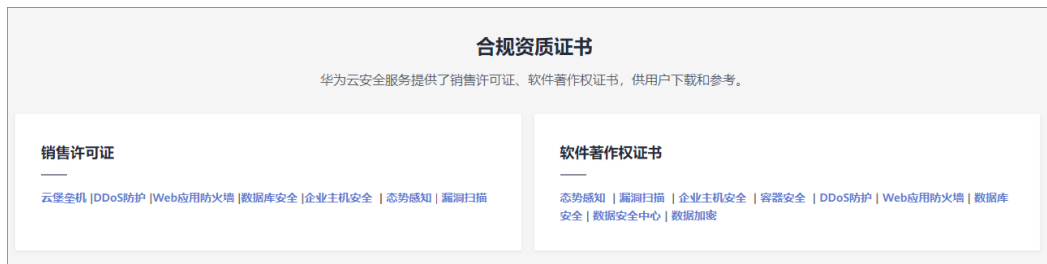 合规资质证书
华为云安全服务提供了销售许可证、软件著作权证书，供用户下载和参考。
销售许可证
云堡垒机 |DDoS防护 |Web应用防火墙 |数据库安全 |企业主机安全 | 态势感知 | 漏洞扫描
软件著作权证书
态势感知 | 漏洞扫描 | 企业主机安全 | 容器安全 | DDoS防护 | Web应用防火墙 | 数据库
安全 | 数据安全中心 | 数据加密